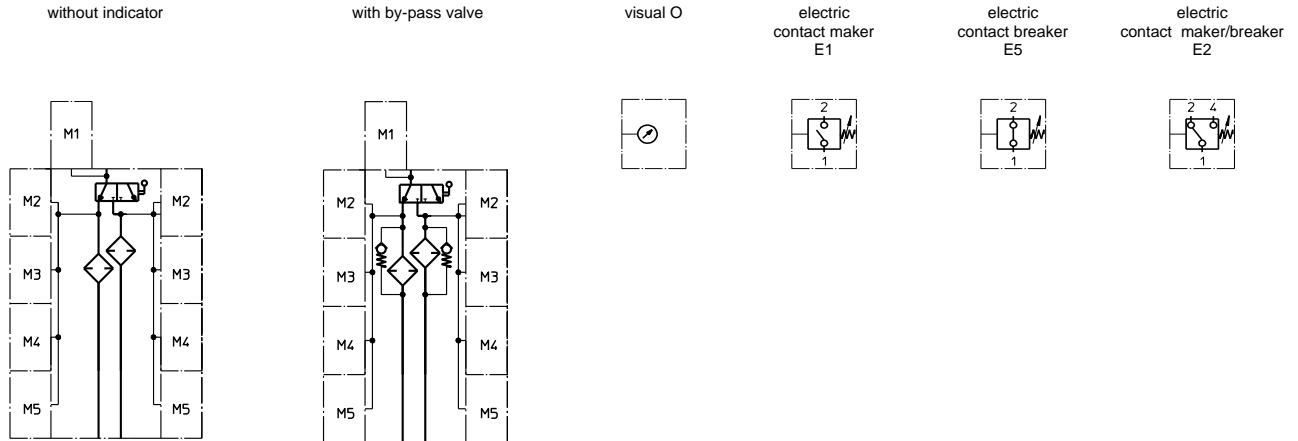 without indicator
with by-pass valve
visual O
electric
contact maker
E1
electric
contact breaker
E5
electric
contact maker/breaker
E2
M1
M2
M2
M3
M3
M4
M4
M5
M5
M1
M2
M2
M3
M3
M4
M4
M5
M5
2
1
2
1
2 4
1